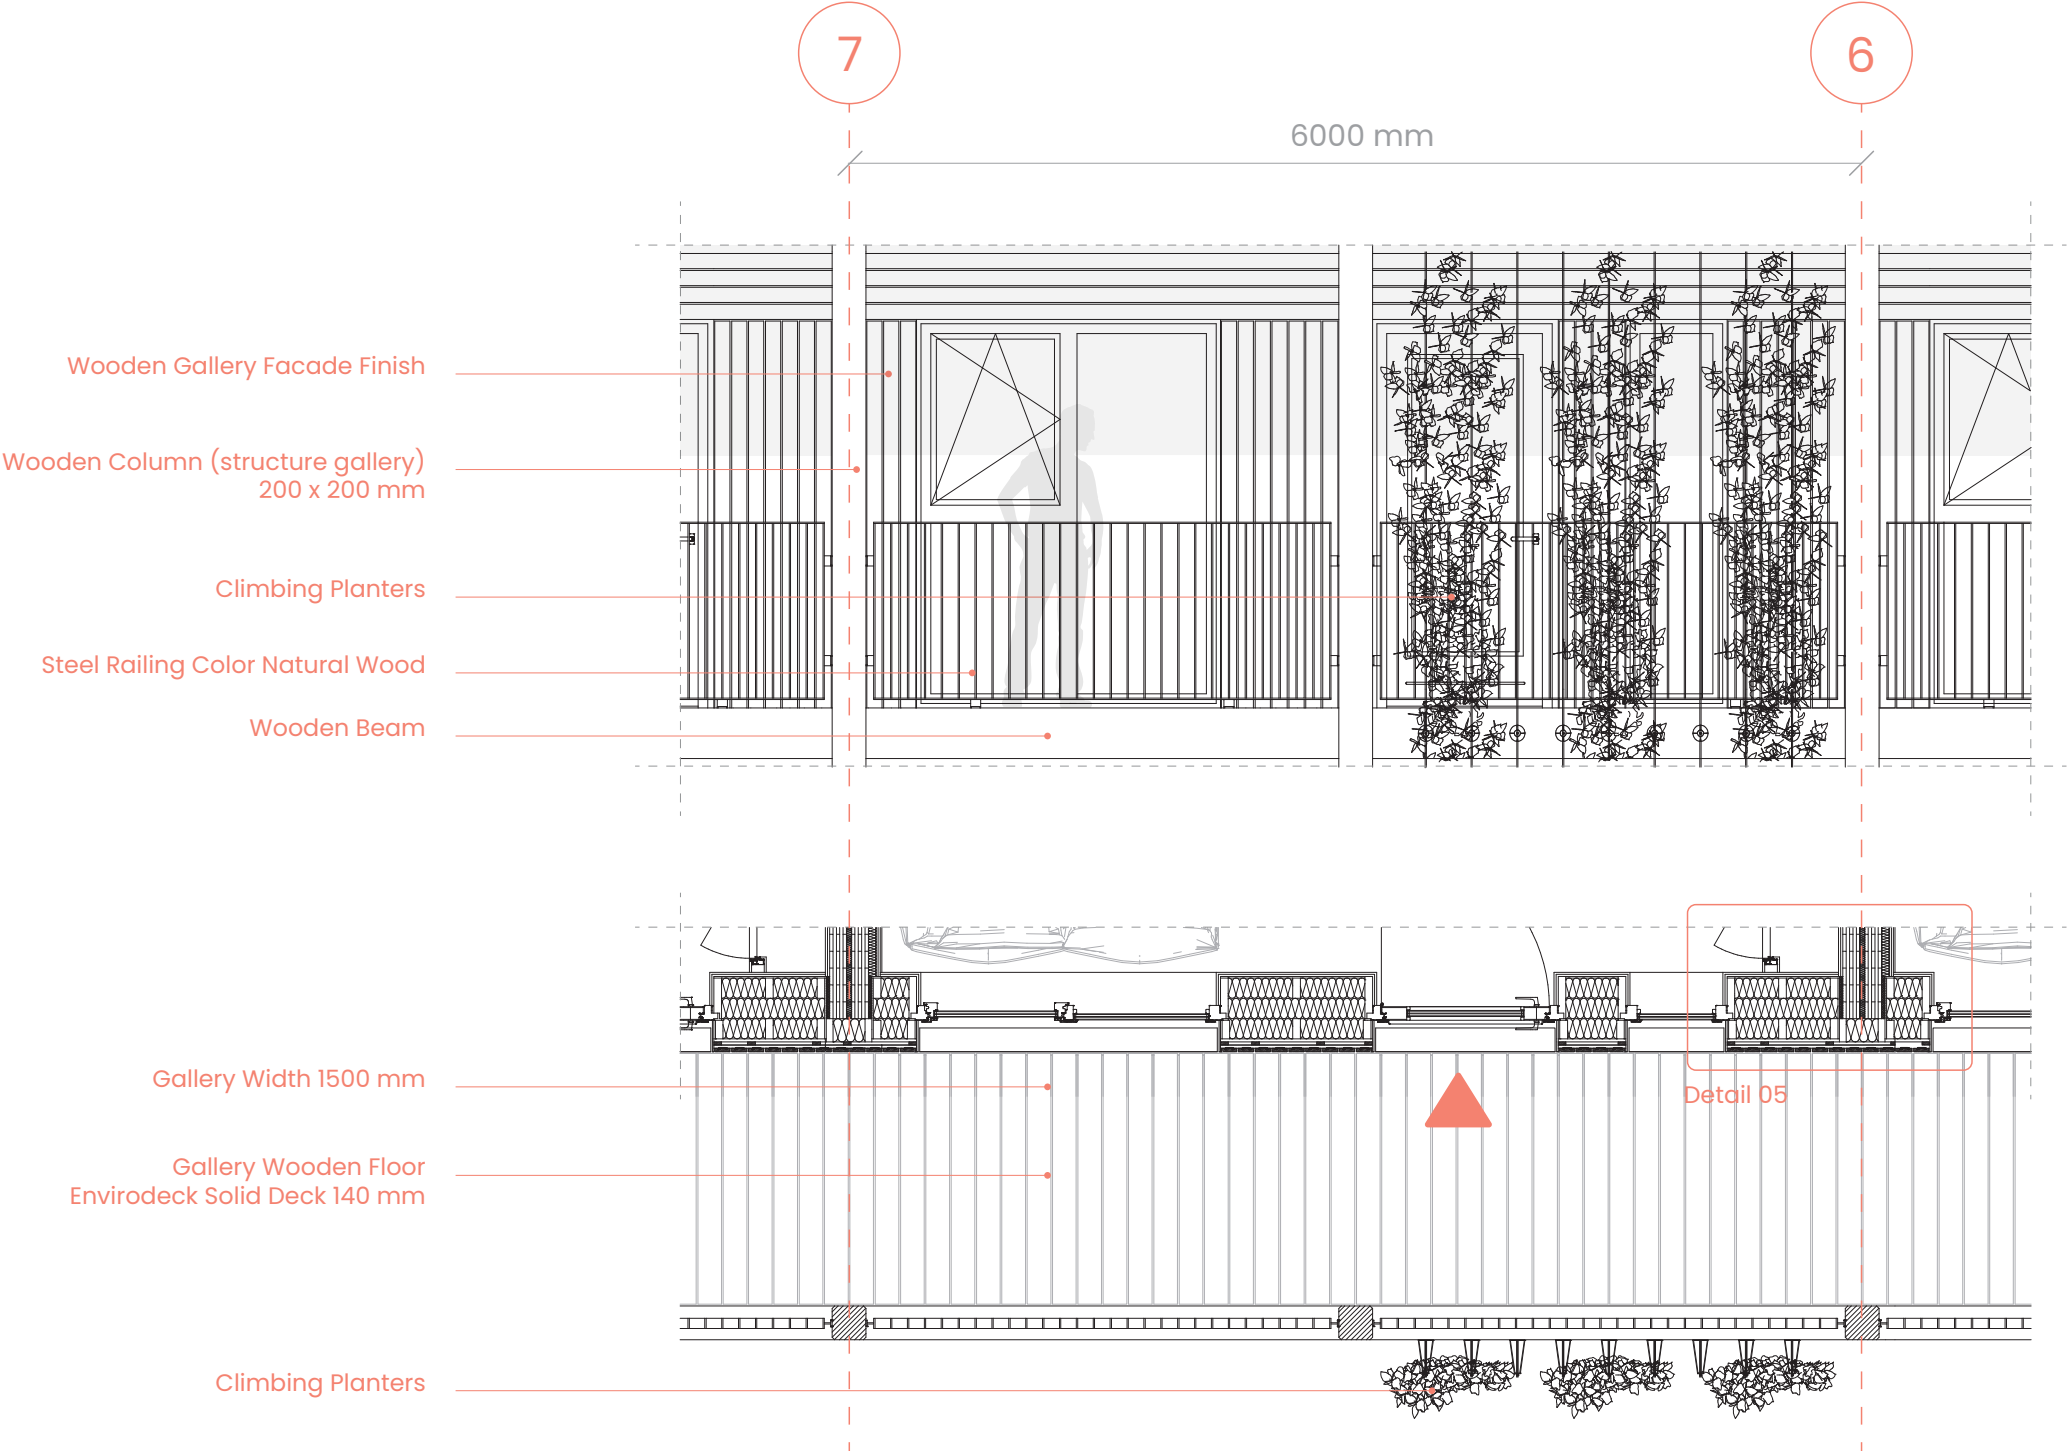 7
6
6000 mm
Wooden Gallery Facade Finish
Wooden Column (structure gallery)
200 x 200 mm
Climbing Planters
Steel Railing Color Natural Wood
Wooden Beam
Gallery Width 1500 mm
Detail 05
Gallery Wooden Floor
Envirodeck Solid Deck 140 mm
Climbing Planters